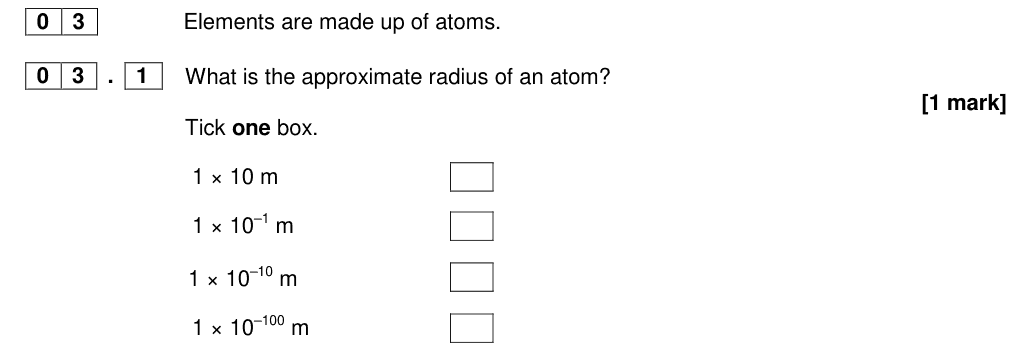 0 3 Elements are made up of atoms.
0 3 . 1 What is the approximate radius of an atom?
[1 mark]
Tick one box.
1 × 10 m
1 × 10⁻¹ m
1 × 10⁻¹⁰ m
1 × 10⁻¹⁰⁰ m